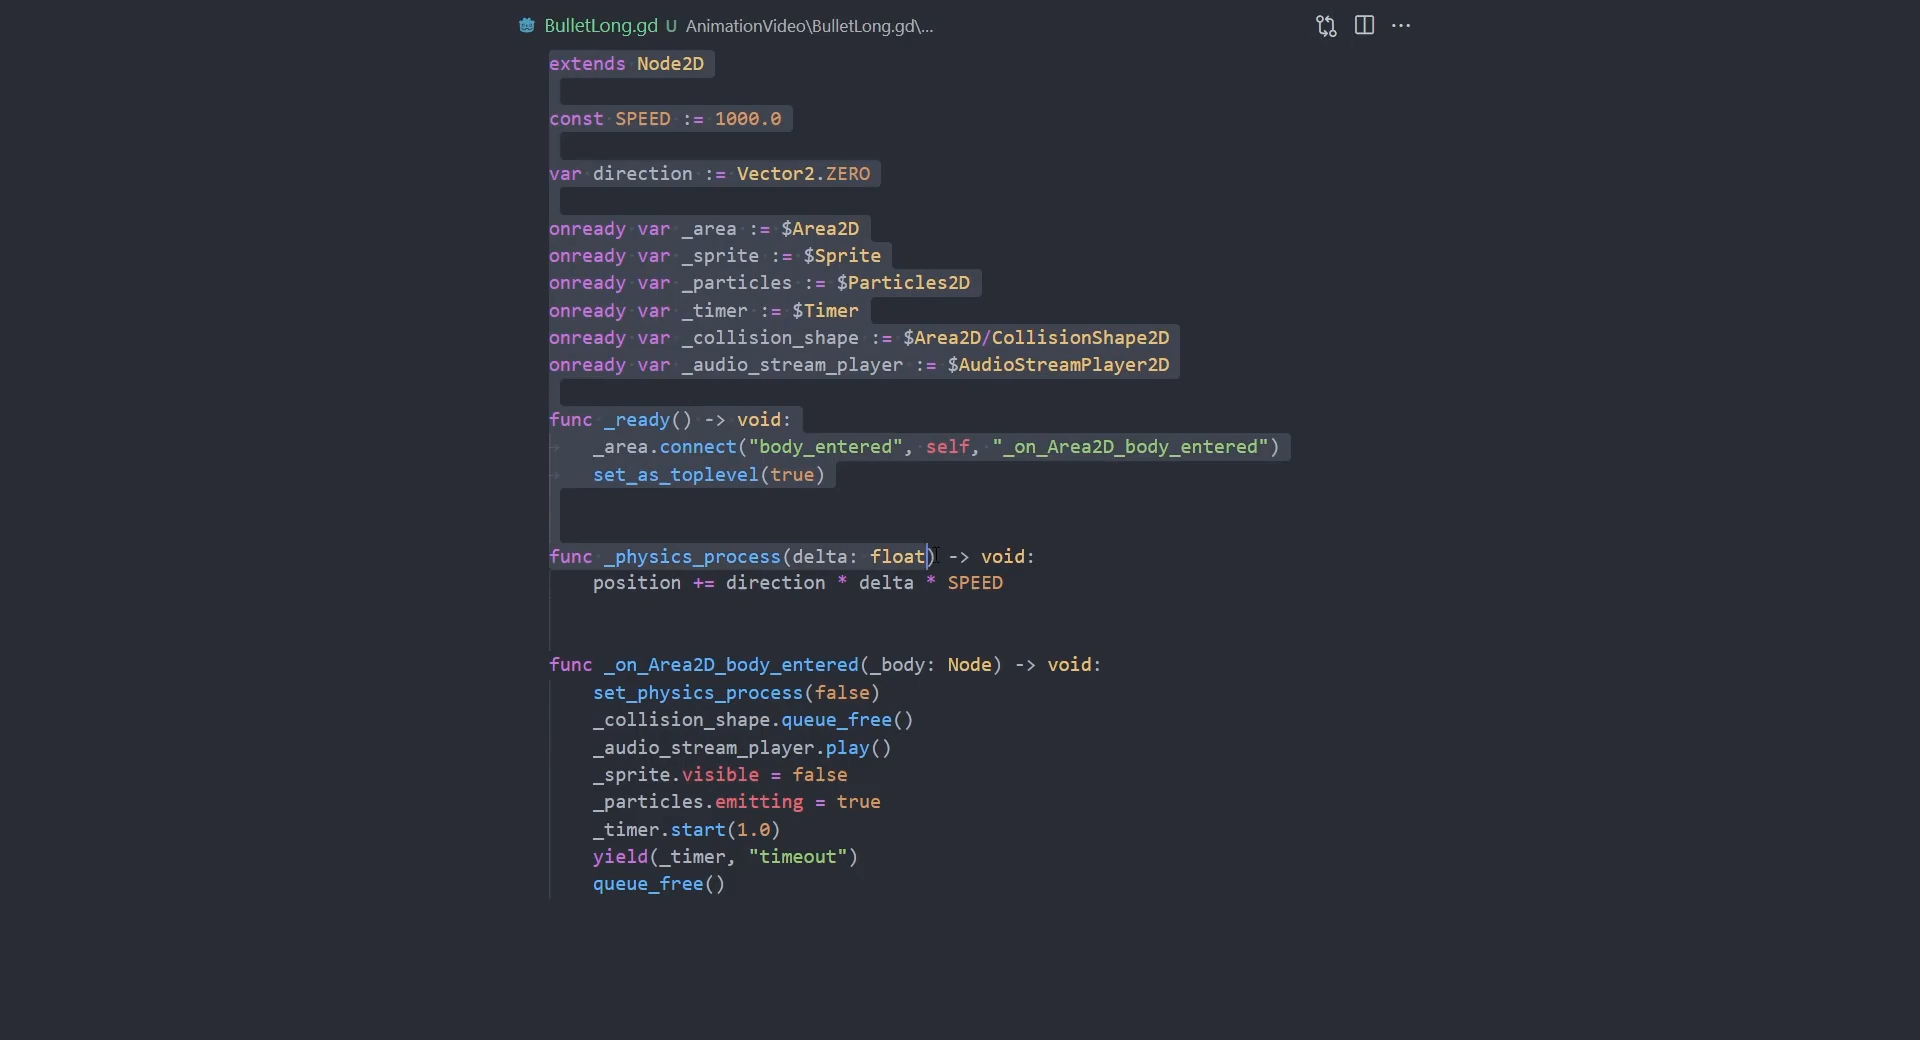 BulletLong.gd U AnimationVideo\BulletLong.gd\...
extends Node2D
const SPEED := 1000.0
var direction := Vector2.ZERO
onready var _area := $Area2D
onready var _sprite := $Sprite
onready var _particles := $Particles2D
onready var _timer := $Timer
onready var _collision_shape := $Area2D/CollisionShape2D
onready var _audio_stream_player := $AudioStreamPlayer2D
func _ready() -> void:
_area.connect("body_entered", self, "_on_Area2D_body_entered")
set_as_toplevel(true)
func _physics_process(delta: float) -> void:
position += direction * delta * SPEED
func _on_Area2D_body_entered(_body: Node) -> void:
set_physics_process(false)
_collision_shape.queue_free()
_audio_stream_player.play()
_sprite.visible = false
_particles.emitting = true
_timer.start(1.0)
yield(_timer, "timeout")
queue_free()